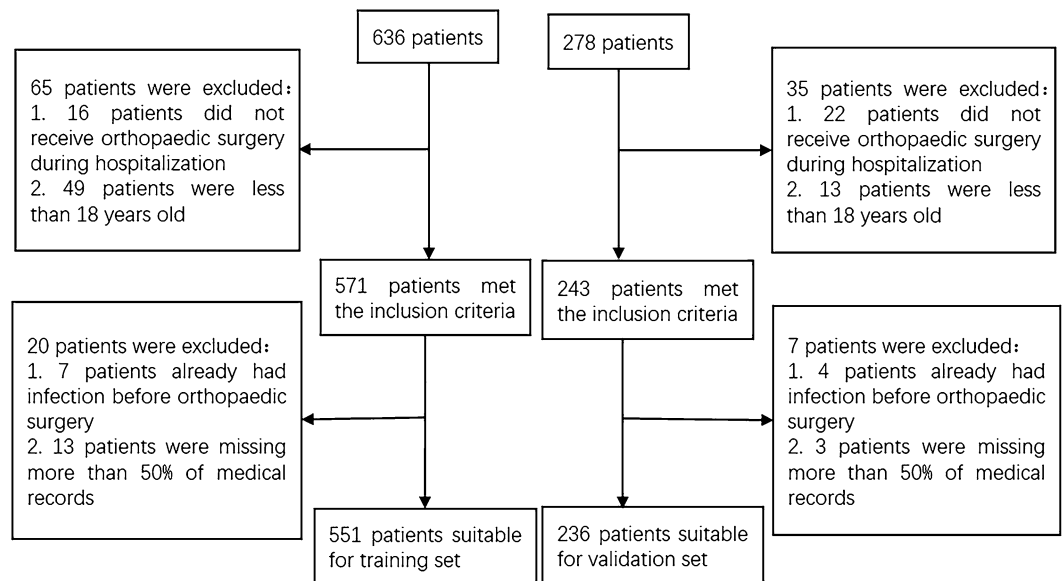 636 patients
278 patients
65 patients were excluded：
1. 16 patients did not
receive orthopaedic surgery
during hospitalization
2. 49 patients were less
than 18 years old
35 patients were excluded：
1. 22 patients did not
receive orthopaedic surgery
during hospitalization
2. 13 patients were less
than 18 years old
571 patients met
the inclusion criteria
243 patients met
the inclusion criteria
20 patients were excluded：
1. 7 patients already had
infection before orthopaedic
surgery
2. 13 patients were missing
more than 50% of medical
records
7 patients were excluded：
1. 4 patients already had
infection before orthopaedic
surgery
2. 3 patients were missing
more than 50% of medical
records
551 patients suitable
for training set
236 patients suitable
for validation set